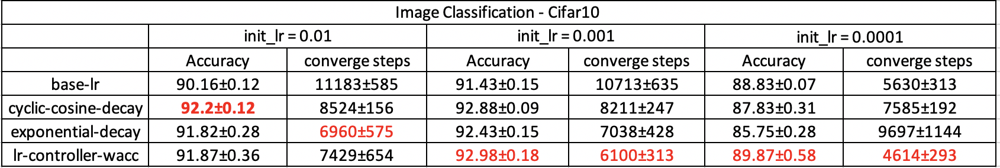 Image Classification - Cifar10
init_lr = 0.01 init_lr = 0.001 init_lr = 0.0001
Accuracy converge steps Accuracy converge steps Accuracy converge steps
base-lr 90.16±0.12 11183±585 91.43±0.15 10713±635 88.83±0.07 5630±313
cyclic-cosine-decay 92.2±0.12 8524±156 92.88±0.09 8211±247 87.83±0.31 7585±192
exponential-decay 91.82±0.28 6960±575 92.43±0.15 7038±428 85.75±0.28 9697±1144
lr-controller-wacc 91.87±0.36 7429±654 92.98±0.18 6100±313 89.87±0.58 4614±293